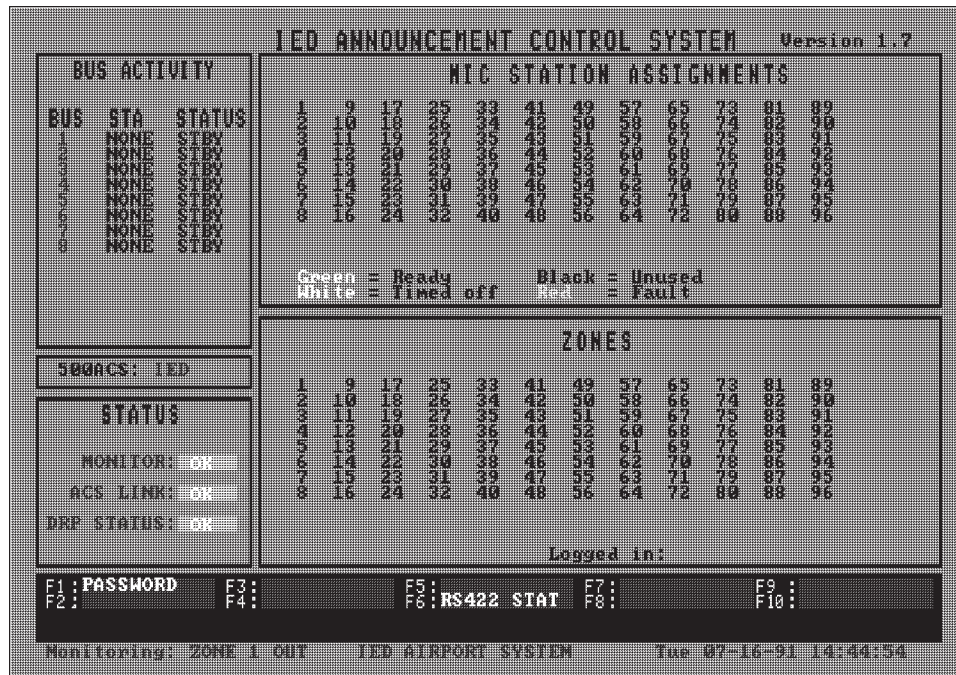 IED ANNOUNCEMENT CONTROL SYSTEM Version 1.7
BUS ACTIVITY
BUS STA STATUS
1 NONE STBY
2 NONE STBY
3 NONE STBY
4 NONE STBY
5 NONE STBY
6 NONE STBY
7 NONE STBY
8 NONE STBY
MIC STATION ASSIGNMENTS
1 9 17 25 33 41 49 57 65 73 81 89
2 10 18 26 34 42 50 58 66 74 82 90
3 11 19 27 35 43 51 59 67 75 83 91
4 12 20 28 36 44 52 60 68 76 84 92
5 13 21 29 37 45 53 61 69 77 85 93
6 14 22 30 38 46 54 62 70 78 86 94
7 15 23 31 39 47 55 63 71 79 87 95
8 16 24 32 40 48 56 64 72 80 88 96
Green = Ready Black = Unused
White = Timed off Red = Fault
500ACS: IED
STATUS
MONITOR: OK
ACS LINK: OK
DRP STATUS: OK
ZONES
1 9 17 25 33 41 49 57 65 73 81 89
2 10 18 26 34 42 50 58 66 74 82 90
3 11 19 27 35 43 51 59 67 75 83 91
4 12 20 28 36 44 52 60 68 76 84 92
5 13 21 29 37 45 53 61 69 77 85 93
6 14 22 30 38 46 54 62 70 78 86 94
7 15 23 31 39 47 55 63 71 79 87 95
8 16 24 32 40 48 56 64 72 80 88 96
Logged in:
F1: PASSWORD F3: F5: F7: F9:
F2: F4: F6: RS422 STAT F8: F10:
Monitoring: ZONE 1 OUT IED AIRPORT SYSTEM Tue 07-16-91 14:44:54